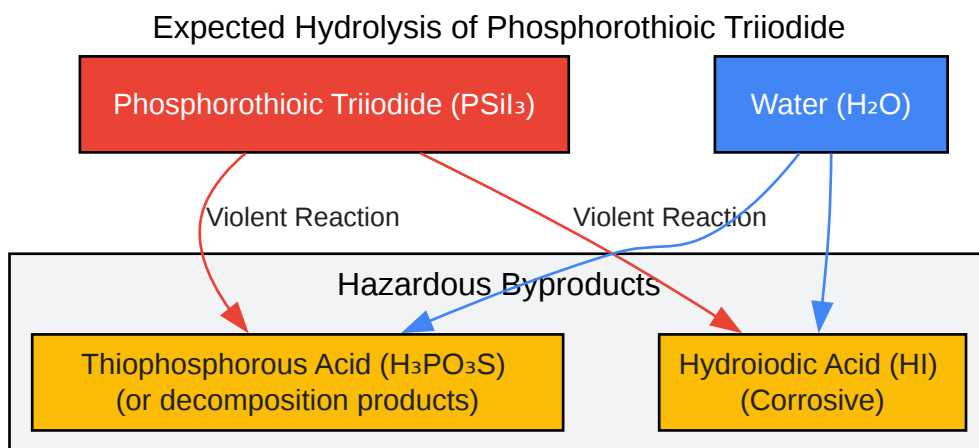 Expected Hydrolysis of Phosphorothioic Triiodide
Phosphorothioic Triiodide (PSiI₃)
Water (H₂O)
Violent Reaction
Violent Reaction
Hazardous Byproducts
Thiophosphorous Acid (H₃PO₃S)
(or decomposition products)
Hydroiodic Acid (HI)
(Corrosive)